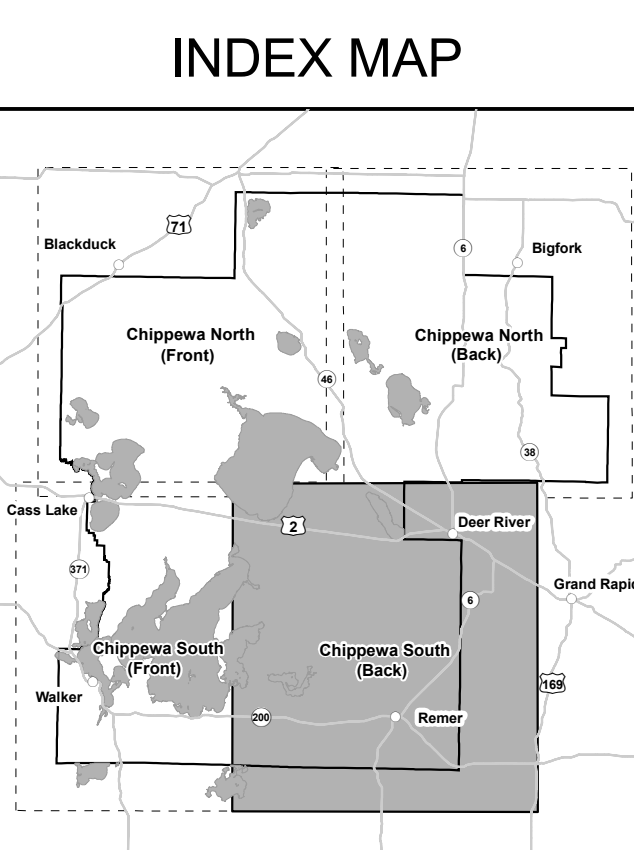 INDEX MAP
71
Blackduck
6
Bigfork
Chippewa North
(Front)
Chippewa North
(Back)
46
38
Cass Lake
2
Deer River
371
6
Grand Rapid
Chippewa South
(Front)
Chippewa South
(Back)
Walker
169
200
Remer